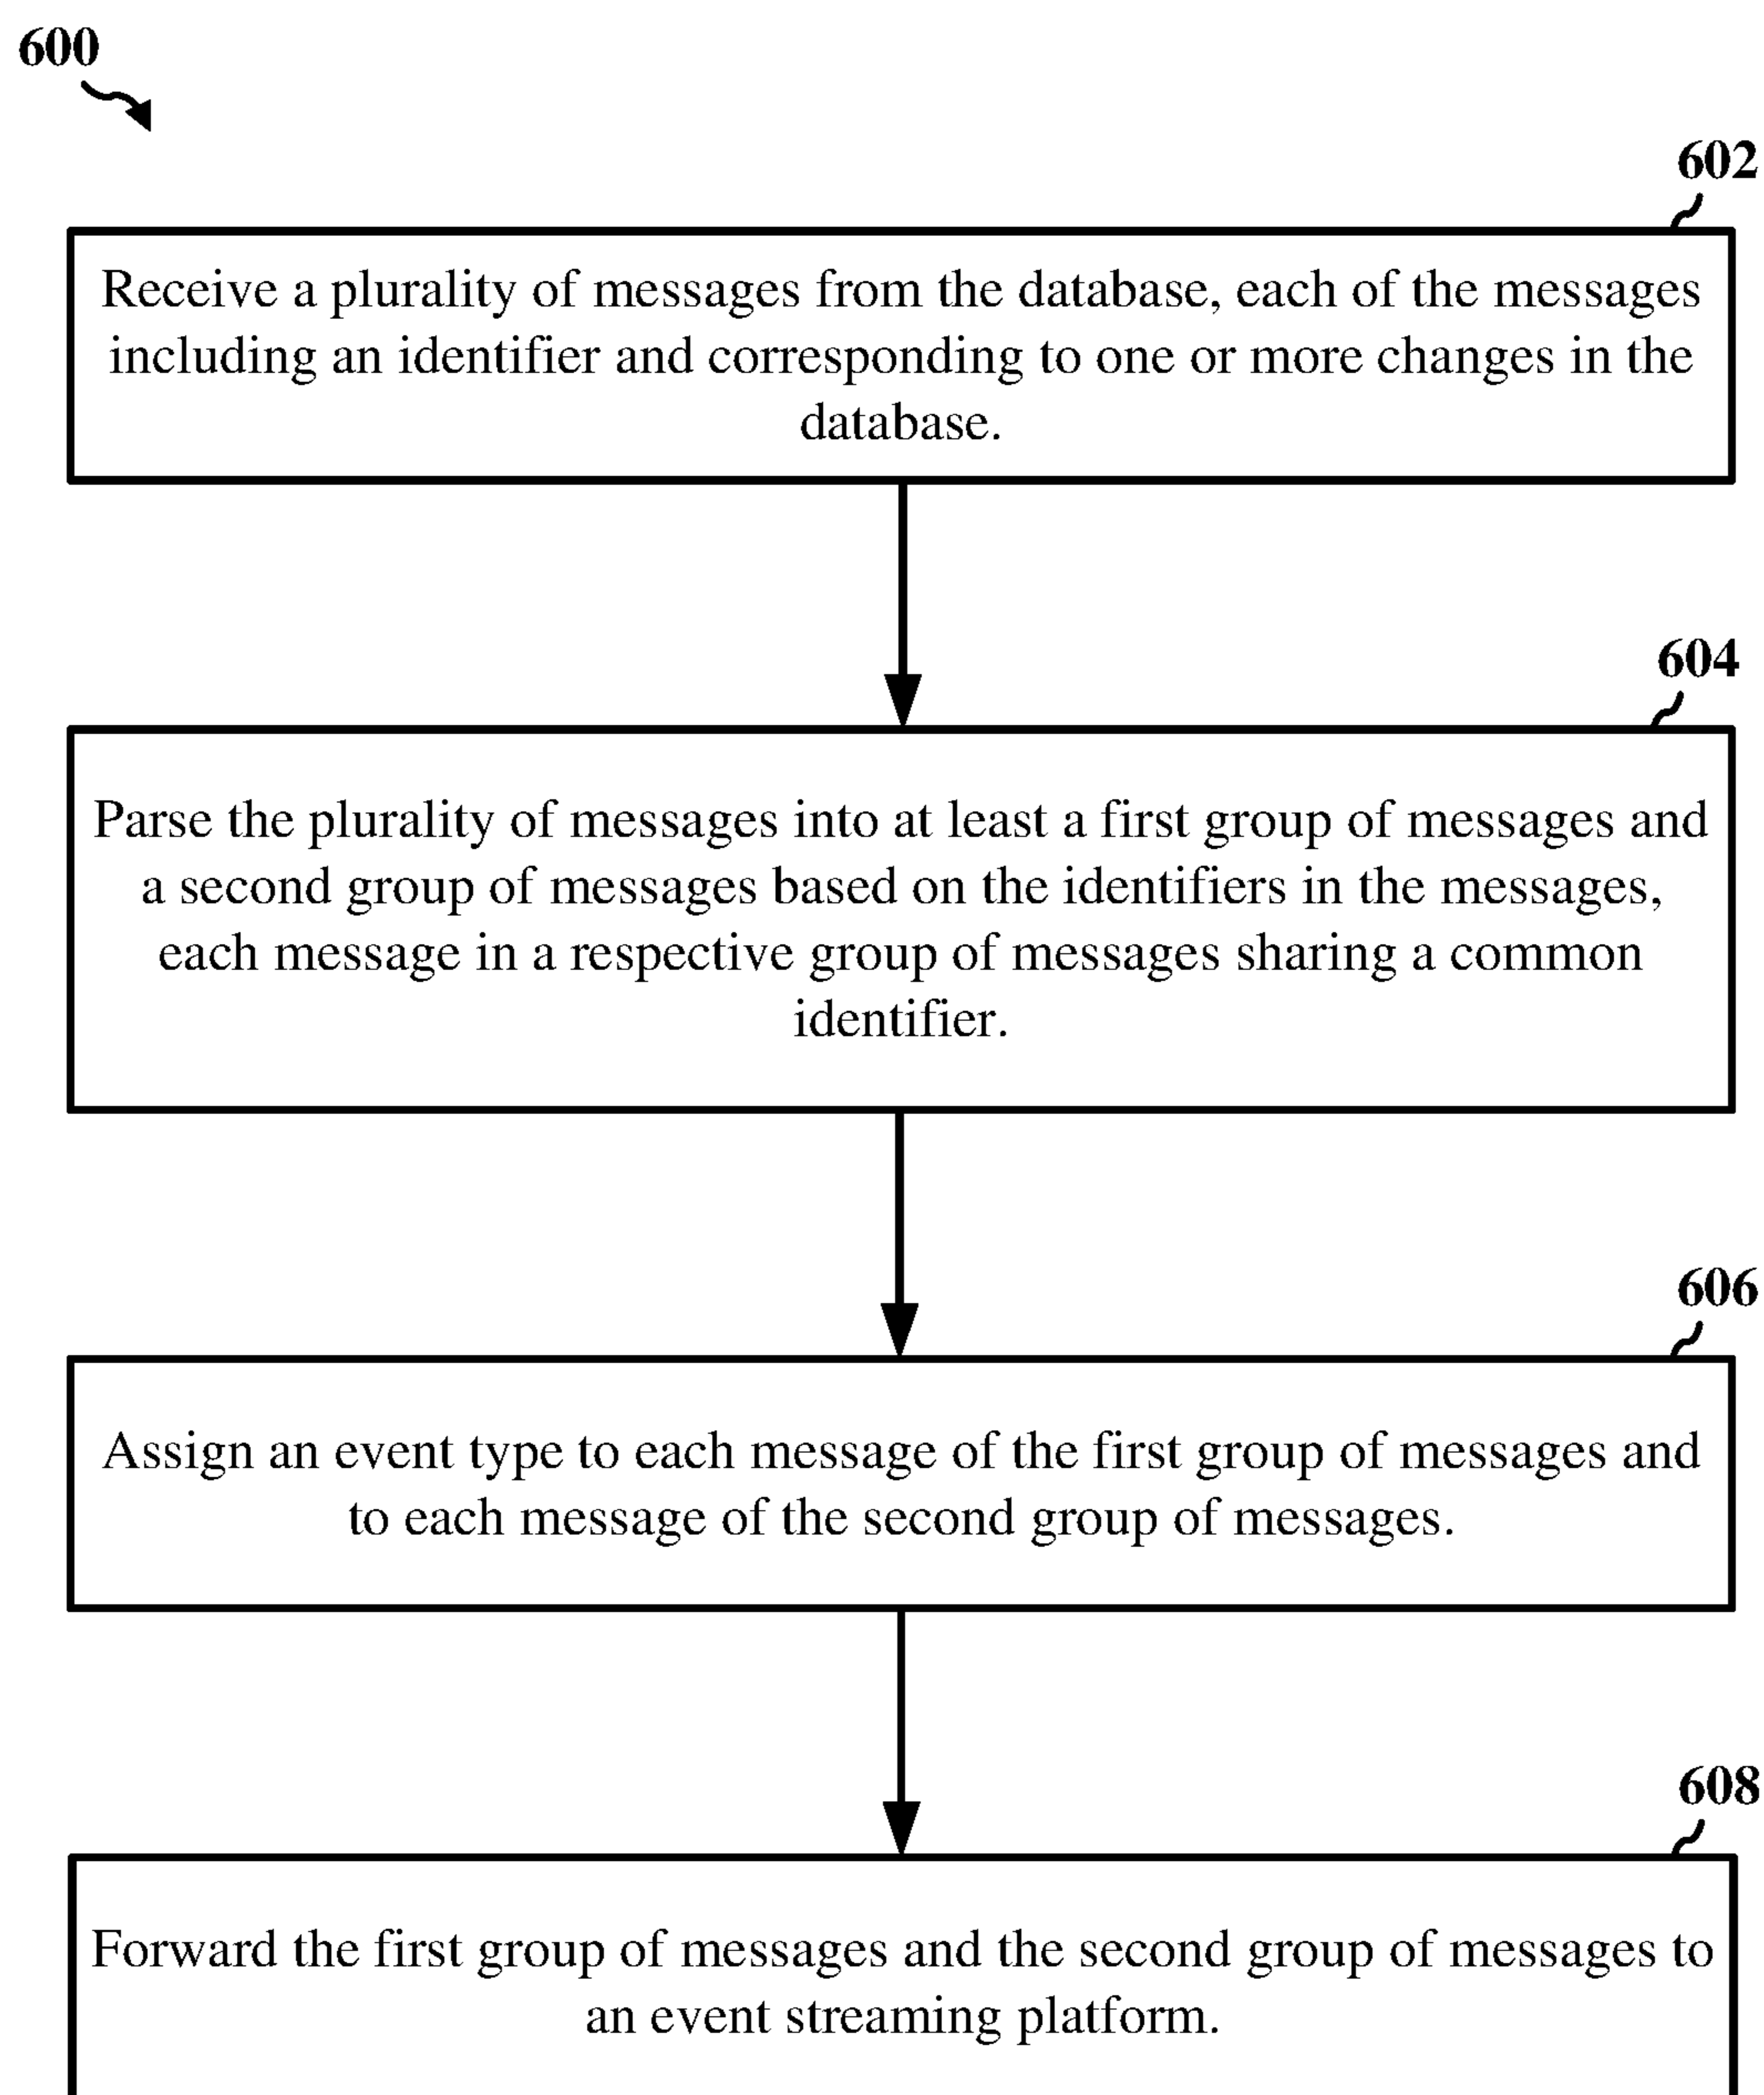 600
602
Receive a plurality of messages from the database, each of the messages
including an identifier and corresponding to one or more changes in the
database.
604
Parse the plurality of messages into at least a first group of messages and
a second group of messages based on the identifiers in the messages,
each message in a respective group of messages sharing a common
identifier.
606
Assign an event type to each message of the first group of messages and
to each message of the second group of messages.
608
Forward the first group of messages and the second group of messages to
an event streaming platform.